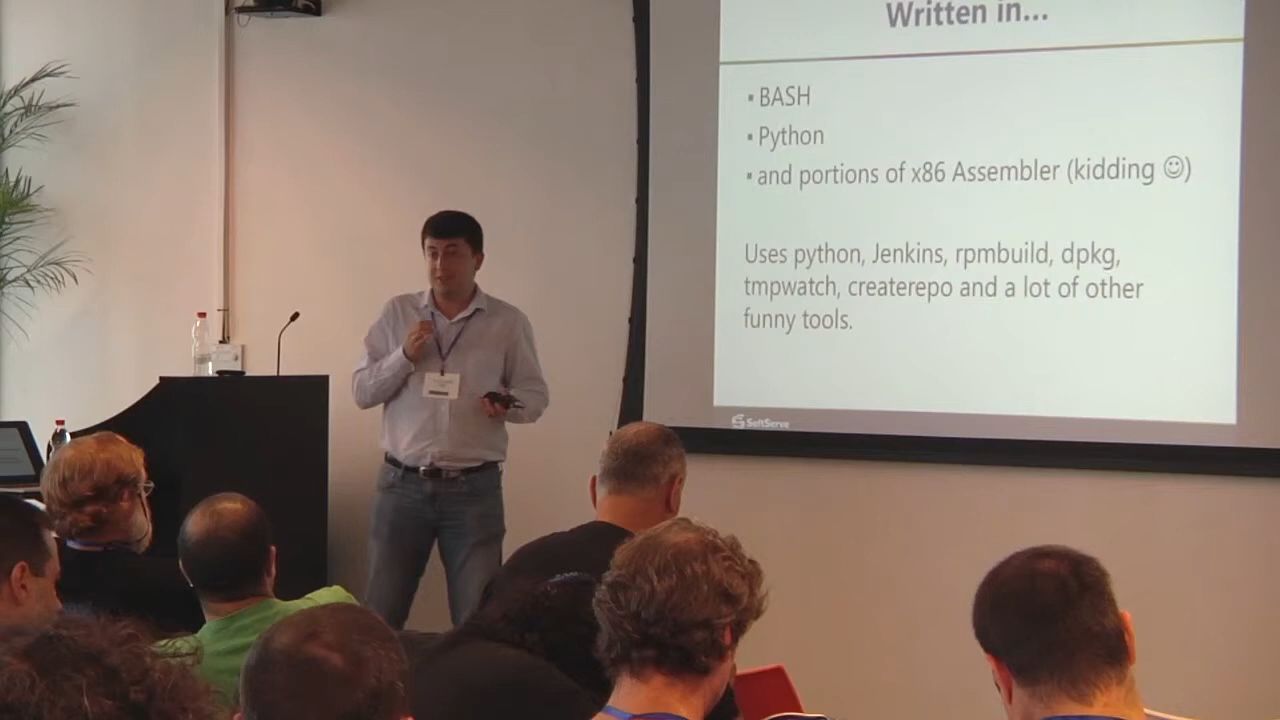 Written in...
▪ BASH
▪ Python
▪ and portions of x86 Assembler (kidding ☺)
Uses python, Jenkins, rpmbuild, dpkg,
tmpwatch, createrepo and a lot of other
funny tools.
SoftServe